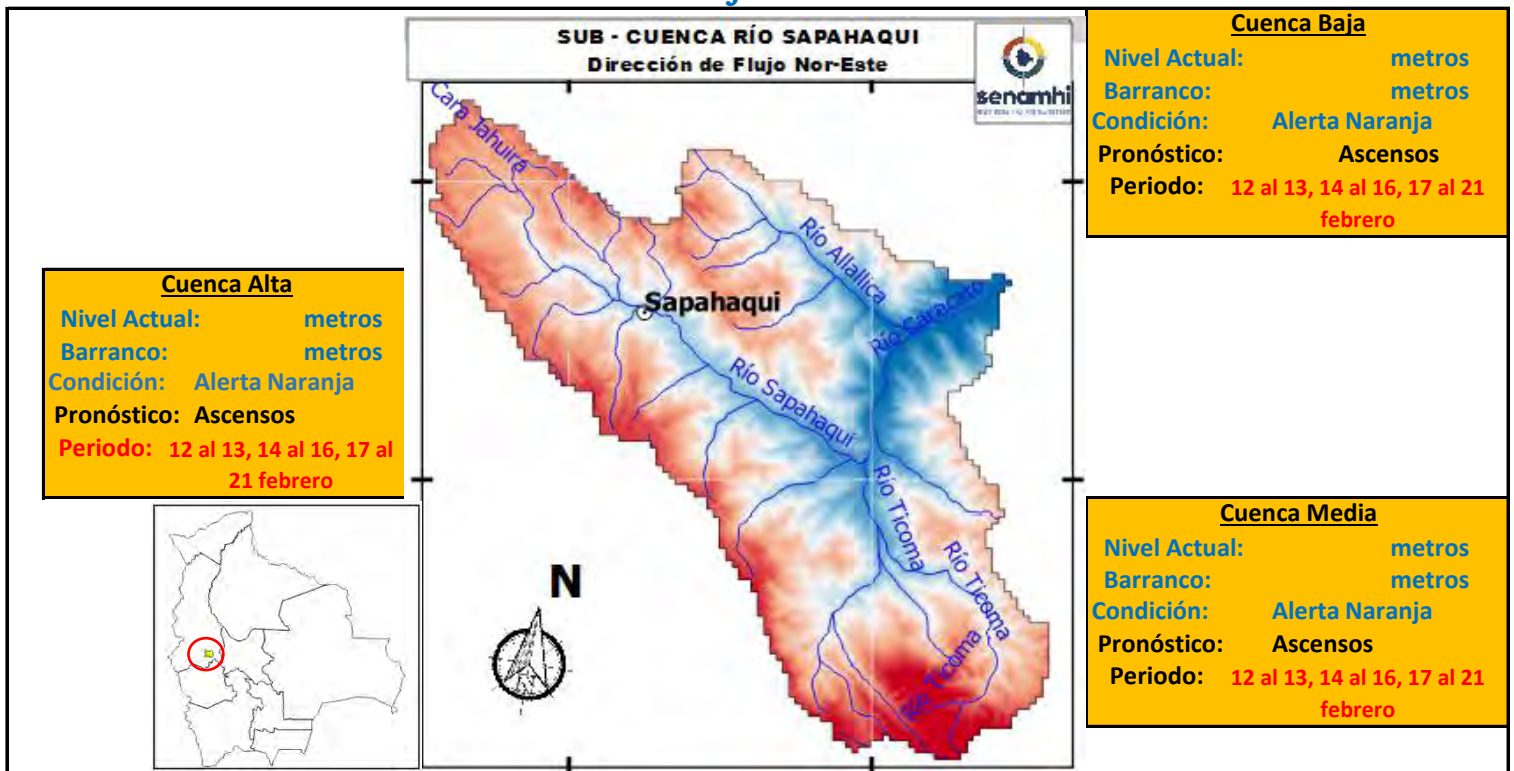 SUB - CUENCA RÍO SAPAHAQUI
Dirección de Flujo Nor-Este
senamhi
Cuenca Baja
Nivel Actual: metros
Barranco: metros
Condición: Alerta Naranja
Pronóstico: Ascensos
Periodo: 12 al 13, 14 al 16, 17 al 21
febrero
Cuenca Alta
Nivel Actual: metros
Barranco: metros
Condición: Alerta Naranja
Pronóstico: Ascensos
Periodo: 12 al 13, 14 al 16, 17 al
21 febrero
Cara Jahuira
Río Allallica
Río Caracato
Sapahaqui
Río Sapahaqui
Río Ticoma
Río Ticoma
Río Ticoma
N
Cuenca Media
Nivel Actual: metros
Barranco: metros
Condición: Alerta Naranja
Pronóstico: Ascensos
Periodo: 12 al 13, 14 al 16, 17 al 21
febrero